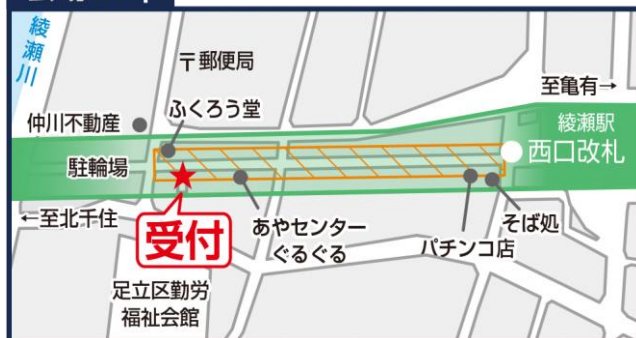 綾瀬川
〒郵便局
至亀有→
ふくろう堂
仲川不動産
綾瀬駅
西口改札
駐輪場
←至北千住
受付
あやセンター
ぐるぐる
そば処
パチンコ店
足立区勤労
福祉会館